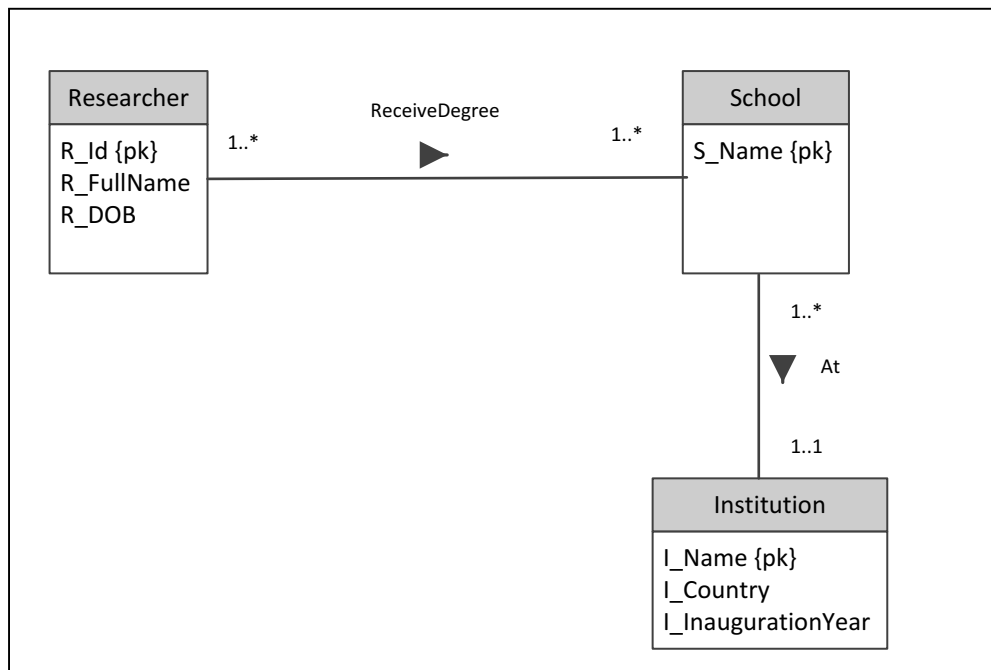 Researcher
R_Id {pk}
R_FullName
R_DOB
1..*
ReceiveDegree
1..*
School
S_Name {pk}
1..*
At
1..1
Institution
I_Name {pk}
I_Country
I_InaugurationYear